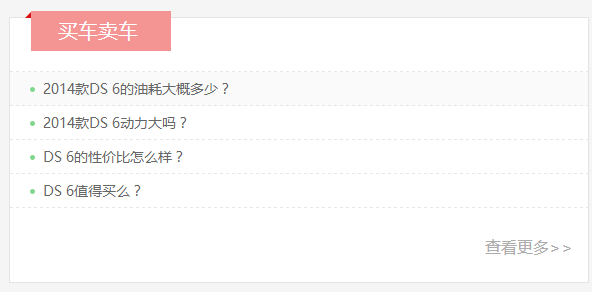 买车卖车
2014款DS 6的油耗大概多少？
2014款DS 6动力大吗？
DS 6的性价比怎么样？
DS 6值得买么？
查看更多>>